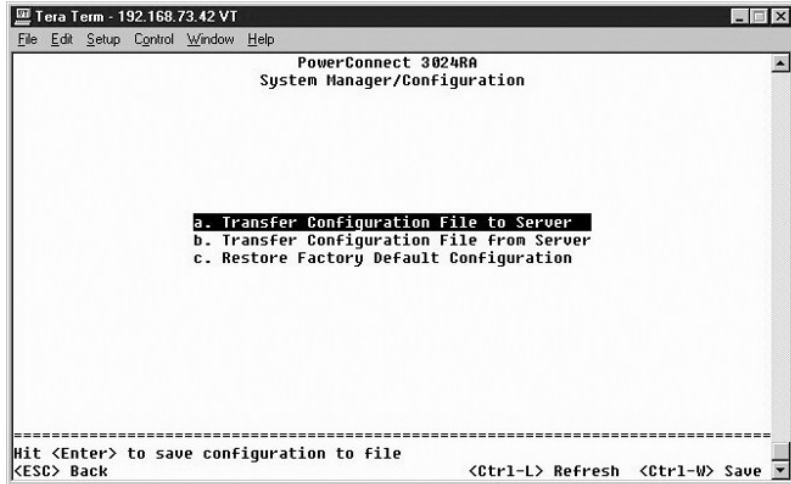 Tera Term - 192.168.73.42 VT
File Edit Setup Control Window Help
PowerConnect 3024RA
System Manager/Configuration
a. Transfer Configuration File to Server
b. Transfer Configuration File from Server
c. Restore Factory Default Configuration
================================================================================
Hit <Enter> to save configuration to file
<ESC> Back <Ctrl-L> Refresh <Ctrl-W> Save